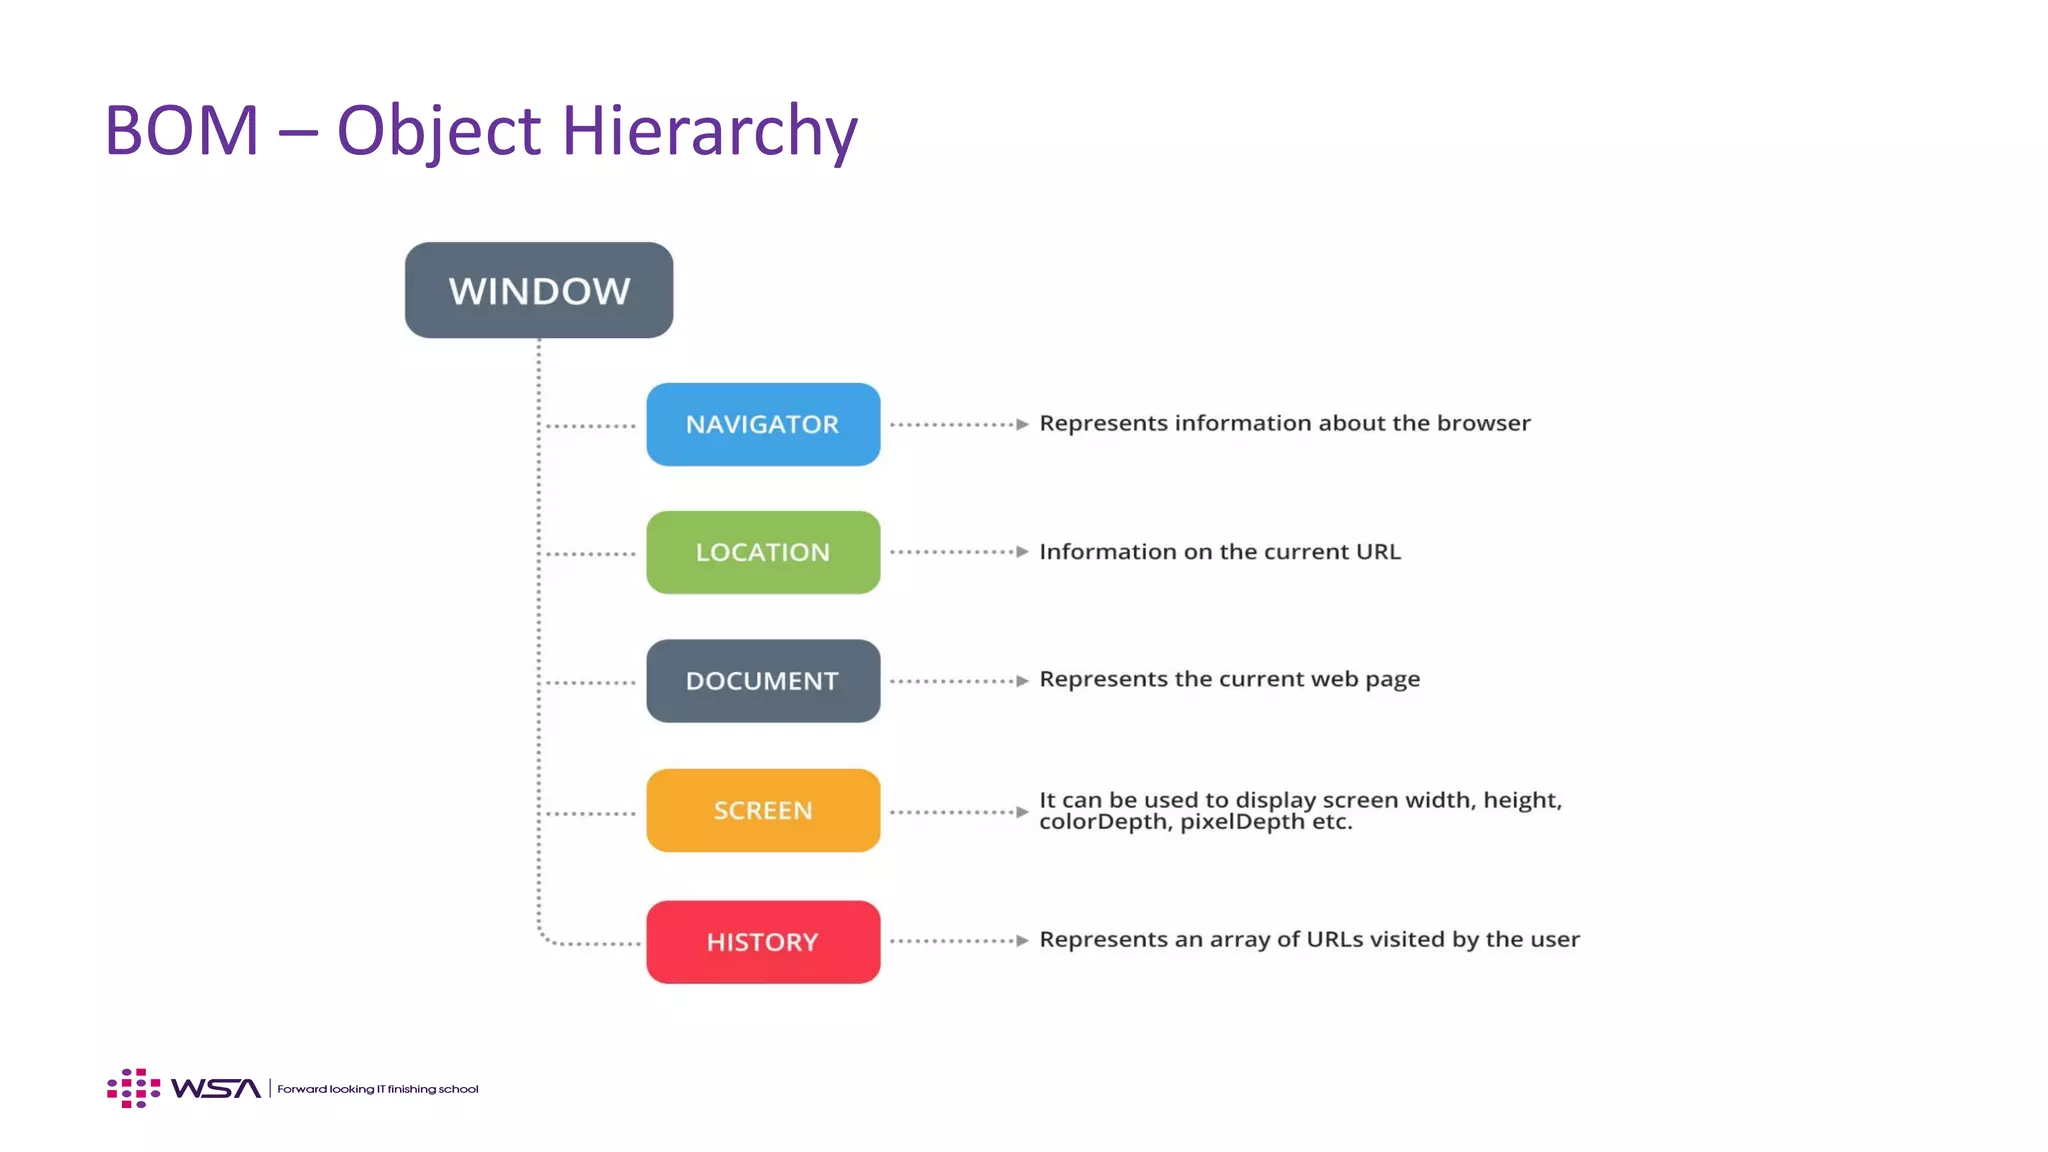 BOM – Object Hierarchy
WINDOW
NAVIGATOR
Represents information about the browser
LOCATION
Information on the current URL
DOCUMENT
Represents the current web page
SCREEN
It can be used to display screen width, height,
colorDepth, pixelDepth etc.
HISTORY
Represents an array of URLs visited by the user
WSA
Forward looking IT finishing school